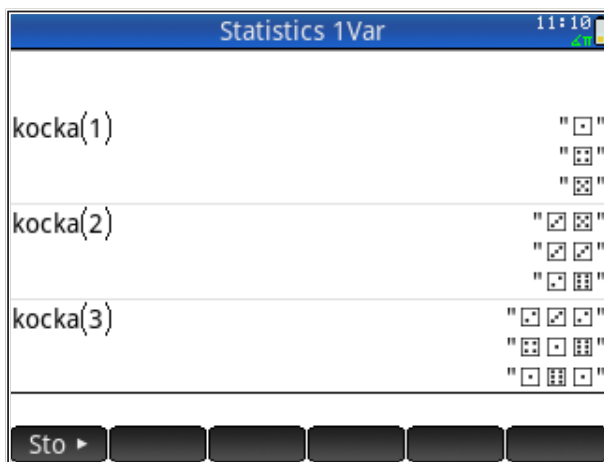 Statistics 1Var
11:10
∠π
kocka(1)
"⚀"
"⚃"
"⚄"
kocka(2)
"⚂ ⚄"
"⚂ ⚂"
"⚁ ⚅"
kocka(3)
"⚁ ⚂ ⚁"
"⚃ ⚀ ⚅"
"⚀ ⚅ ⚀"
Sto ▸